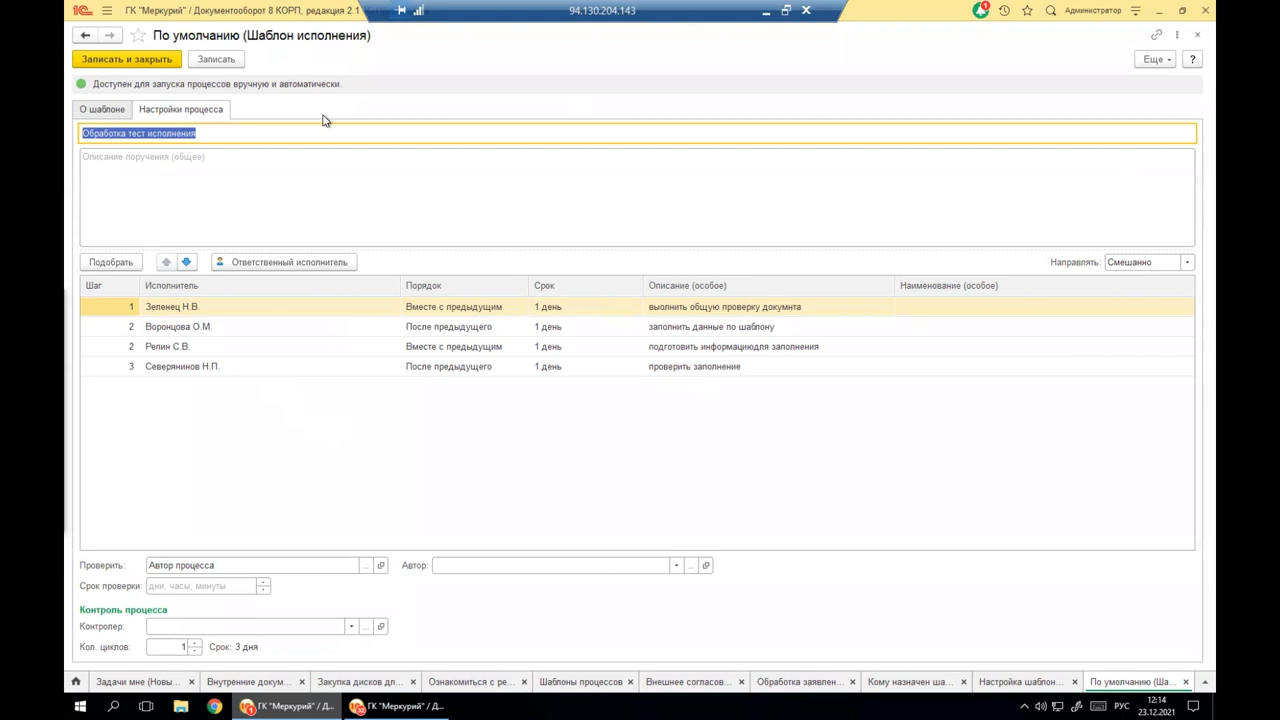 ГК "Меркурий" / Документооборот 8 КОРП, редакция 2.1
94.130.204.143
1
Администратор
По умолчанию (Шаблон исполнения)
Записать и закрыть
Записать
Еще
?
Доступен для запуска процессов вручную и автоматически.
О шаблоне
Настройки процесса
Обработка тест исполнения
Описание поручения (общее)
Подобрать
Ответственный исполнитель
Направлять: Смешанно
Шаг Исполнитель Порядок Срок Описание (особое) Наименование (особое)
1 Зеленец Н.В. Вместе с предыдущим 1 день выолнить общую проверку докумнта
2 Воронцова О.М. После предыдущего 1 день заполнить данные по шаблону
2 Репин С.В. Вместе с предыдущим 1 день подготовить информациюдля заполнения
3 Северянинов Н.П. После предыдущего 1 день проверить заполнение
Проверить: Автор процесса ... Автор: ...
Срок проверки: дни, часы, минуты
Контроль процесса
Контролер: ...
Кол. циклов: 1 Срок: 3 дня
Задачи мне (Новы... Внутренние докум... Закупка дисков дл... Ознакомиться с ре... Шаблоны процессов Внешнее согласов... Обработка заявлен... Кому назначен ша... Настройка шаблон... По умолчанию (Ша...
ГК "Меркурий" / Д...
ГК "Меркурий" / Д...
РУС
12:14
23.12.2021